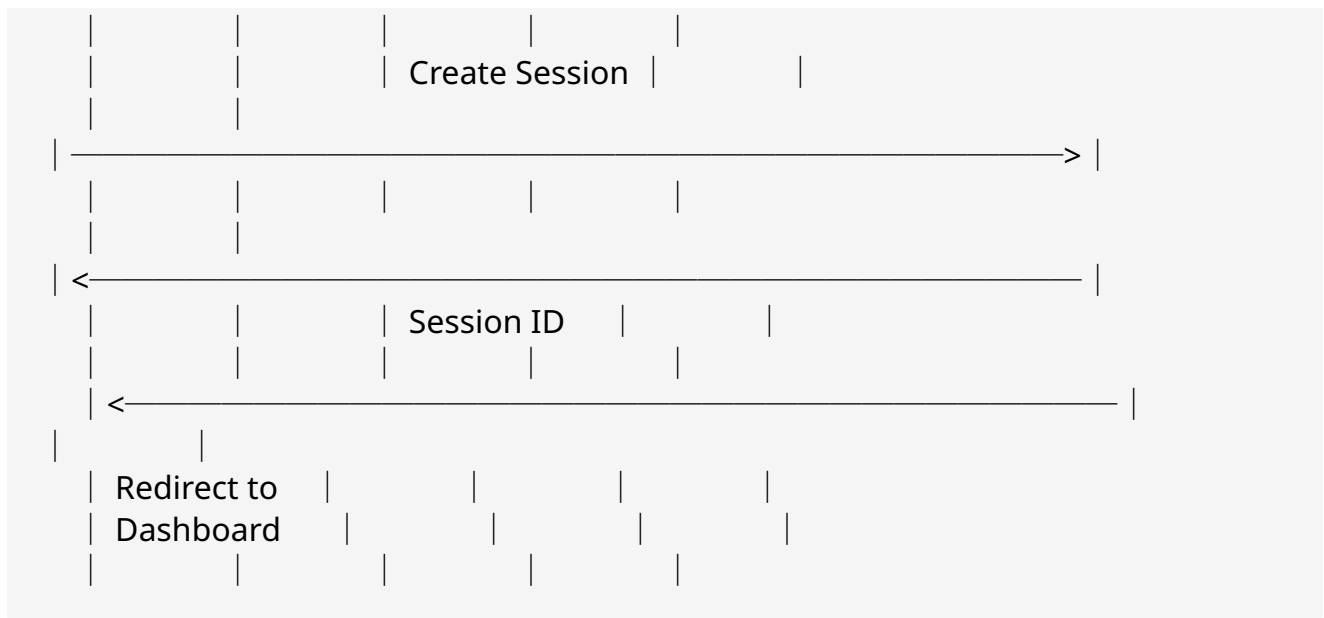 │ │ │ │ │
│ │ │ Create Session │ │
│ │
│ ───────────────────────────────> │
│ │ │ │ │
│ │
│ <─────────────────────────────── │
│ │ │ Session ID │ │
│ │ │ │ │
│ <─────────────────────────────── │
│ │
│ Redirect to │ │ │ │
│ Dashboard │ │ │ │
│ │ │ │ │